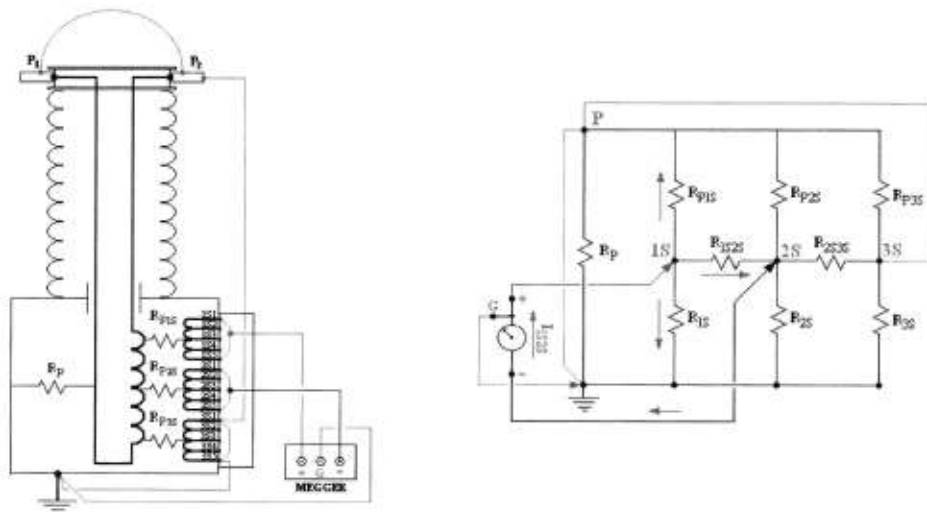 P1 P2
RP1S
RP
RP2S
RP3S
+ G -
MEGGER
P
RP1S RP2S RP3S
RP
1S R1S2S 2S R2S3S 3S
G + 
I1S2S
R1S R2S R3S
-